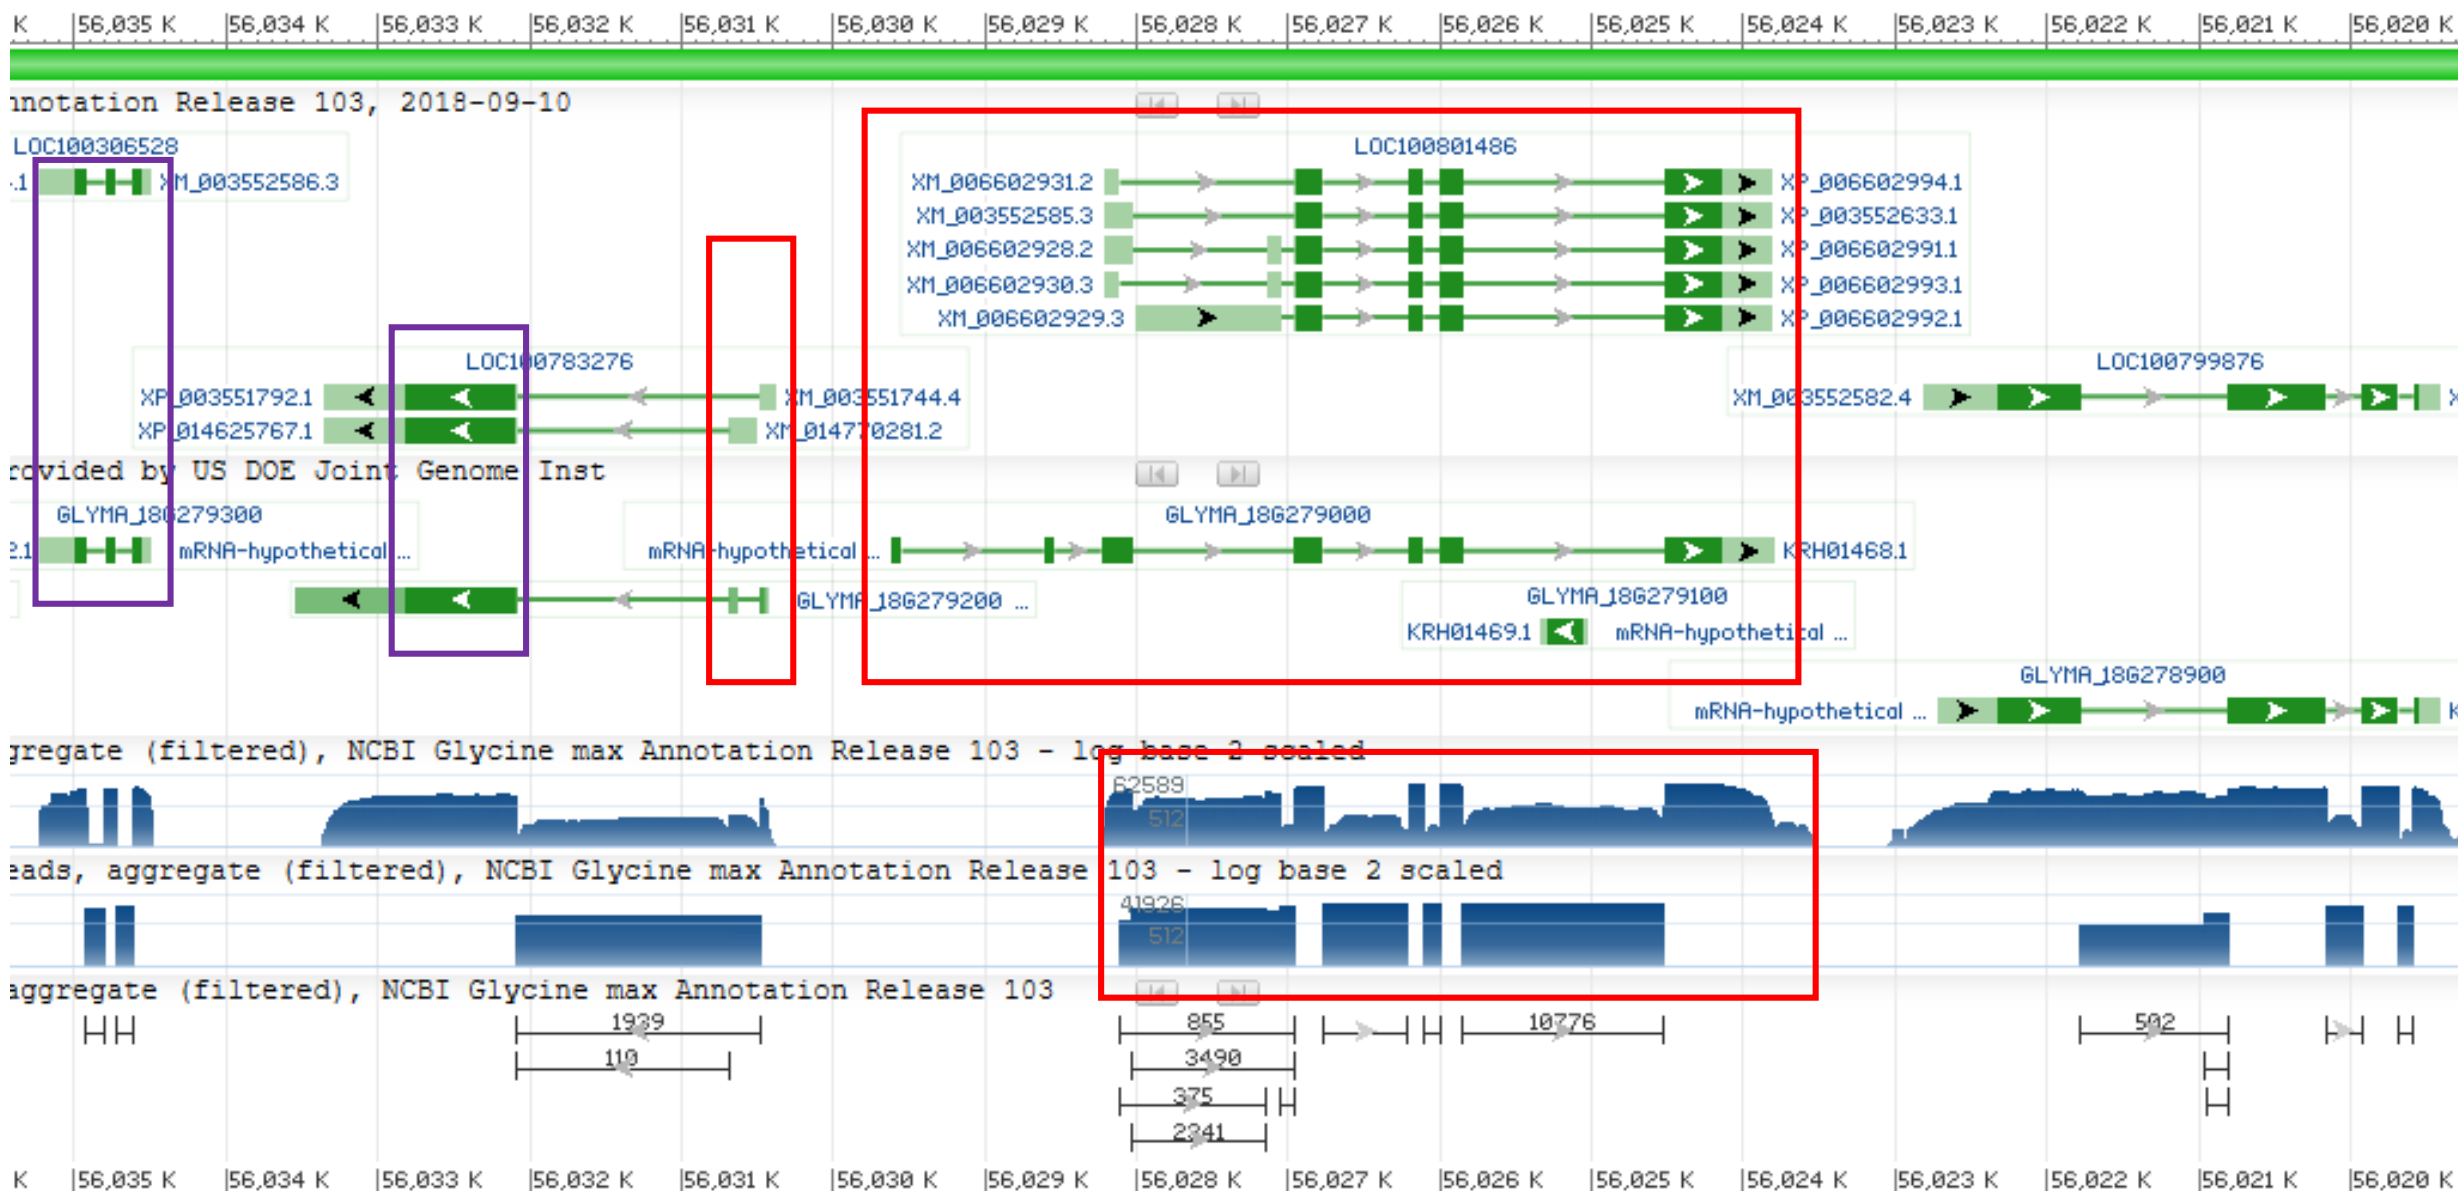 K 56,035 K 56,034 K 56,033 K 56,032 K 56,031 K 56,030 K 56,029 K 56,028 K 56,027 K 56,026 K 56,025 K 56,024 K 56,023 K 56,022 K 56,021 K 56,020 K
nnotation Release 103, 2018-09-10
LOC100306528 LOC100801486
.1 XM_003552586.3 XM_006602931.2 XP_006602994.1
XM_003552585.3 XP_003552633.1
XM_006602928.2 XP_006602991.1
XM_006602930.3 XP_006602993.1
XM_006602929.3 XP_006602992.1
LOC100783276 LOC100799876
XP_003551792.1 XM_003551744.4 XM_003552582.4
XP_014625767.1 XM_014770281.2
rovided by US DOE Joint Genome Inst
GLYMA_18G279300 GLYMA_18G279000
2.1 mRNA-hypothetical ... mRNA-hypothetical ... KRH01468.1
GLYMA_18G279200 ... GLYMA_18G279100
KRH01469.1 mRNA-hypothetical ...
GLYMA_18G278900
mRNA-hypothetical ... K
gregate (filtered), NCBI Glycine max Annotation Release 103 - log base 2 scaled
62589
512
eads, aggregate (filtered), NCBI Glycine max Annotation Release 103 - log base 2 scaled
41926
512
aggregate (filtered), NCBI Glycine max Annotation Release 103
1939 855 10776 502
110 3490
375
2341
K 56,035 K 56,034 K 56,033 K 56,032 K 56,031 K 56,030 K 56,029 K 56,028 K 56,027 K 56,026 K 56,025 K 56,024 K 56,023 K 56,022 K 56,021 K 56,020 K